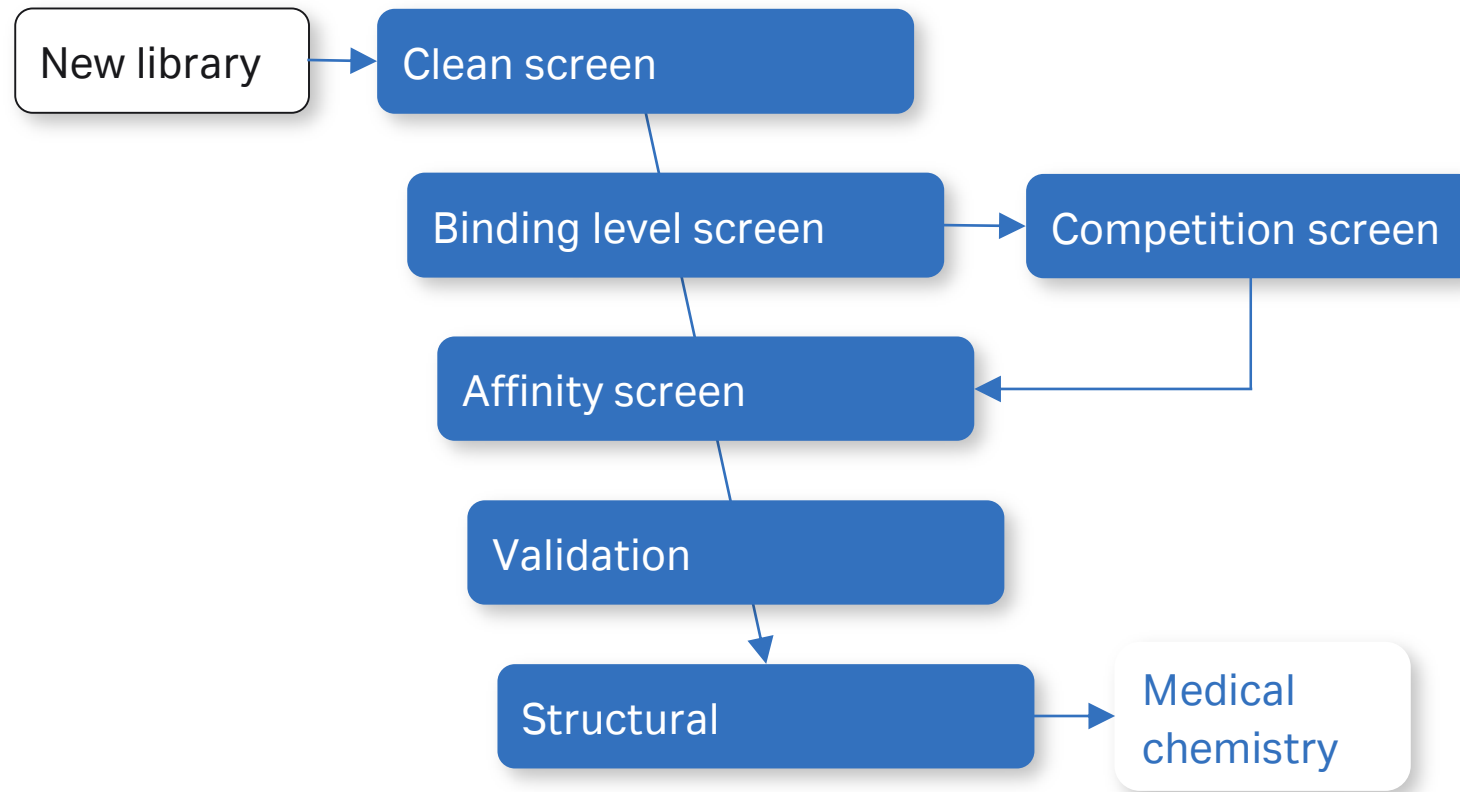 New library
Clean screen
Binding level screen
Competition screen
Affinity screen
Validation
Structural
Medical
chemistry